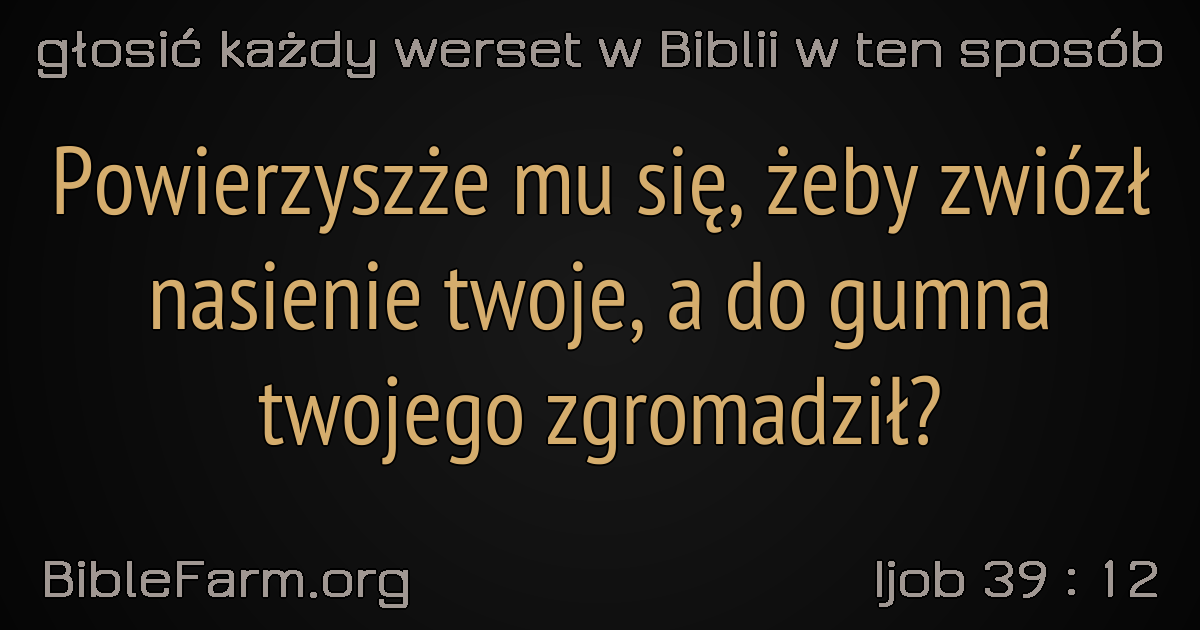 głosić każdy werset w Biblii w ten sposób
Powierzyszże mu się, żeby zwiózł
nasienie twoje, a do gumna
twojego zgromadził?
BibleFarm.org
Ijob 39 : 12